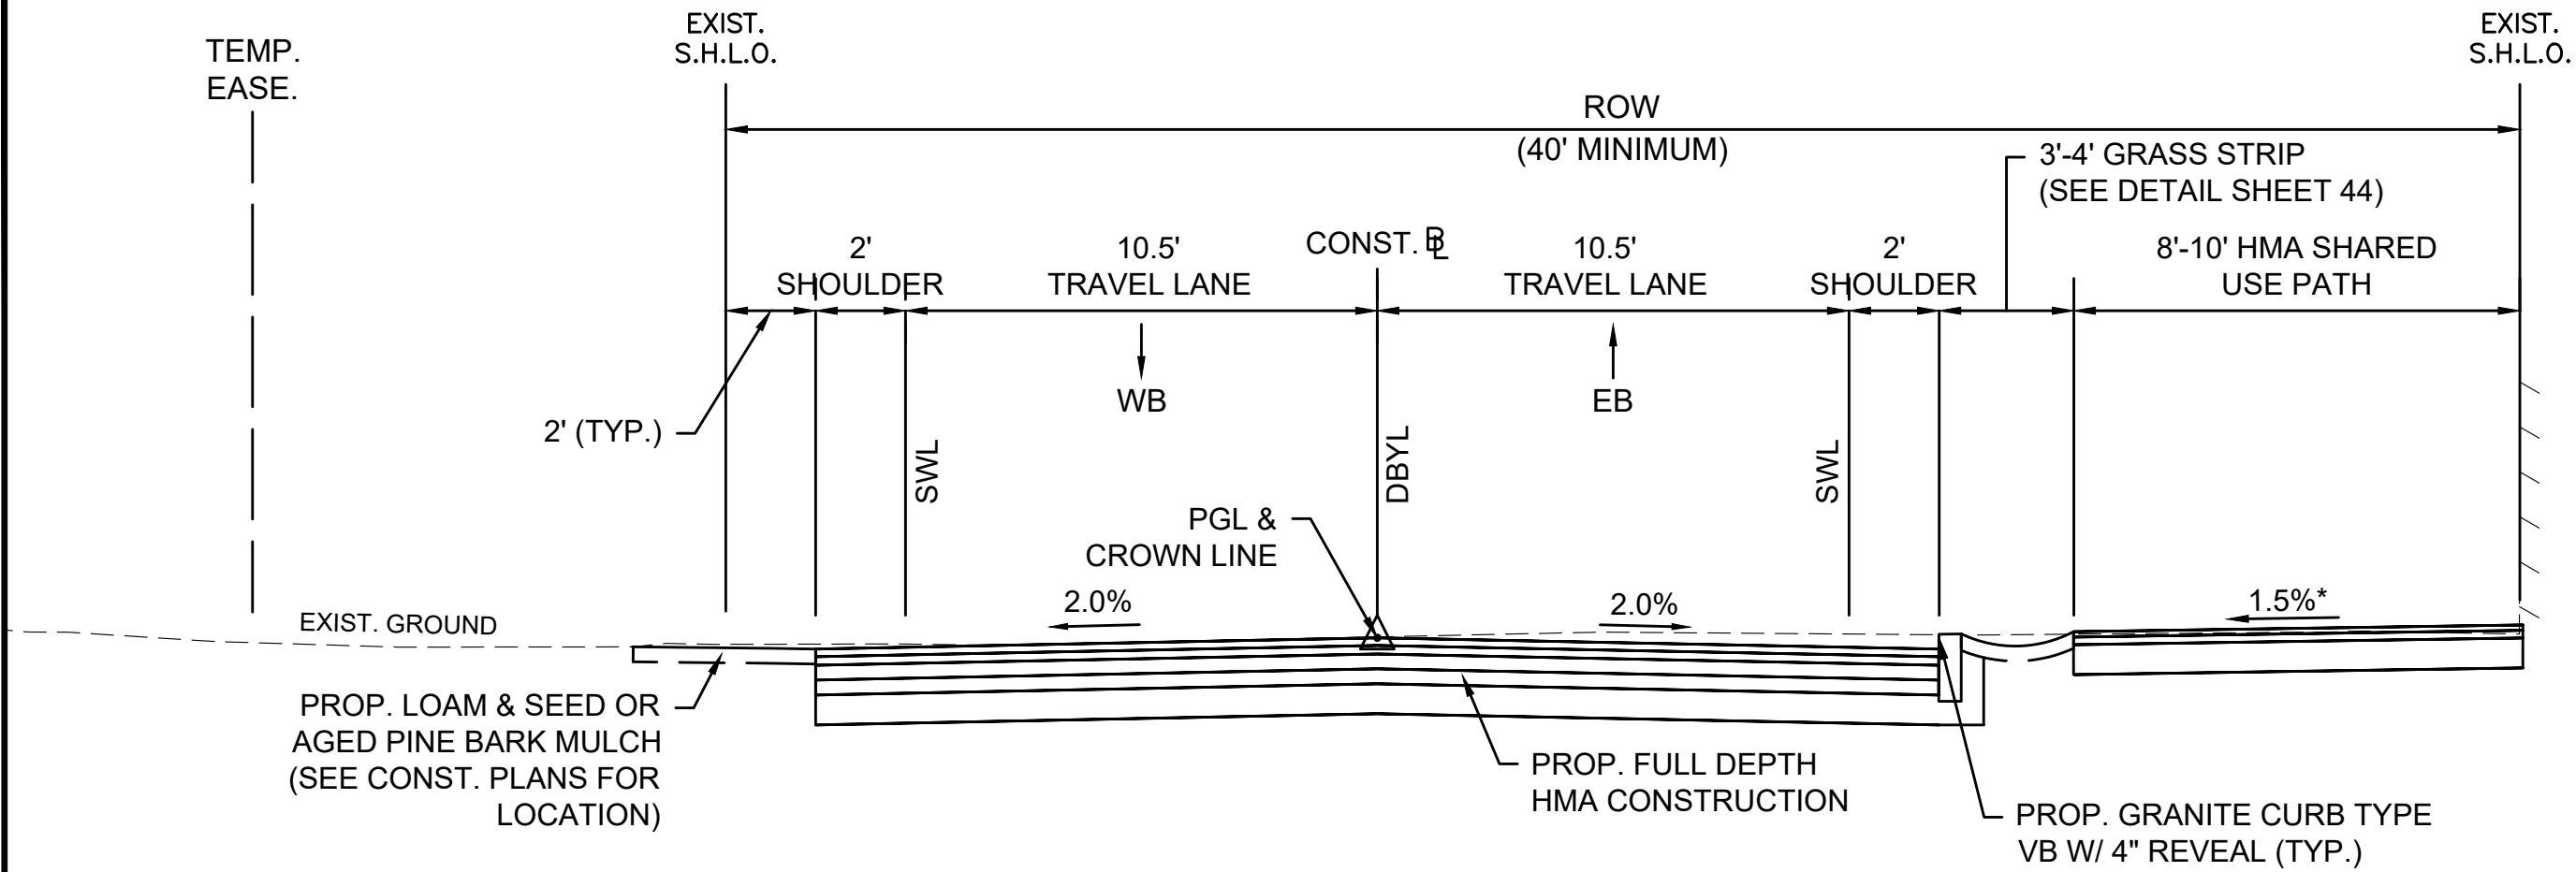 TEMP.
EASE.
EXIST.
S.H.L.O.
EXIST.
S.H.L.O.
ROW
(40' MINIMUM)
3'-4' GRASS STRIP
(SEE DETAIL SHEET 44)
2'
SHOULDER
10.5'
TRAVEL LANE
CONST. BL
10.5'
TRAVEL LANE
2'
SHOULDER
8'-10' HMA SHARED
USE PATH
2' (TYP.)
WB
EB
SWL
DBYL
SWL
PGL &
CROWN LINE
EXIST. GROUND
2.0%
2.0%
1.5%*
PROP. LOAM & SEED OR
AGED PINE BARK MULCH
(SEE CONST. PLANS FOR
LOCATION)
PROP. FULL DEPTH
HMA CONSTRUCTION
PROP. GRANITE CURB TYPE
VB W/ 4" REVEAL (TYP.)